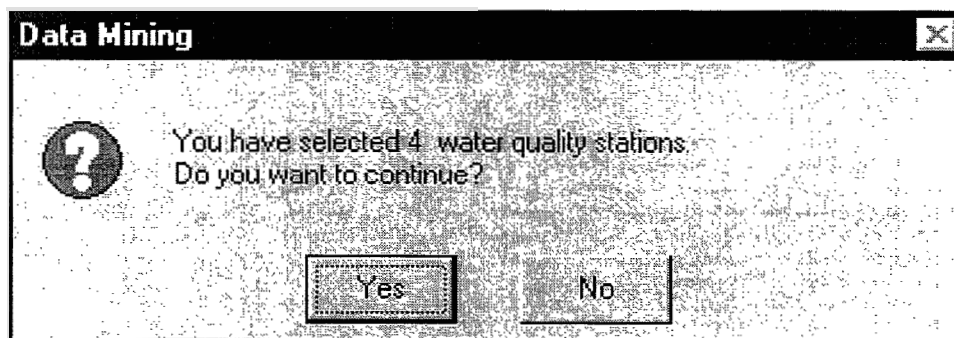 Data Mining
You have selected 4 water quality stations.
Do you want to continue?
Yes
No